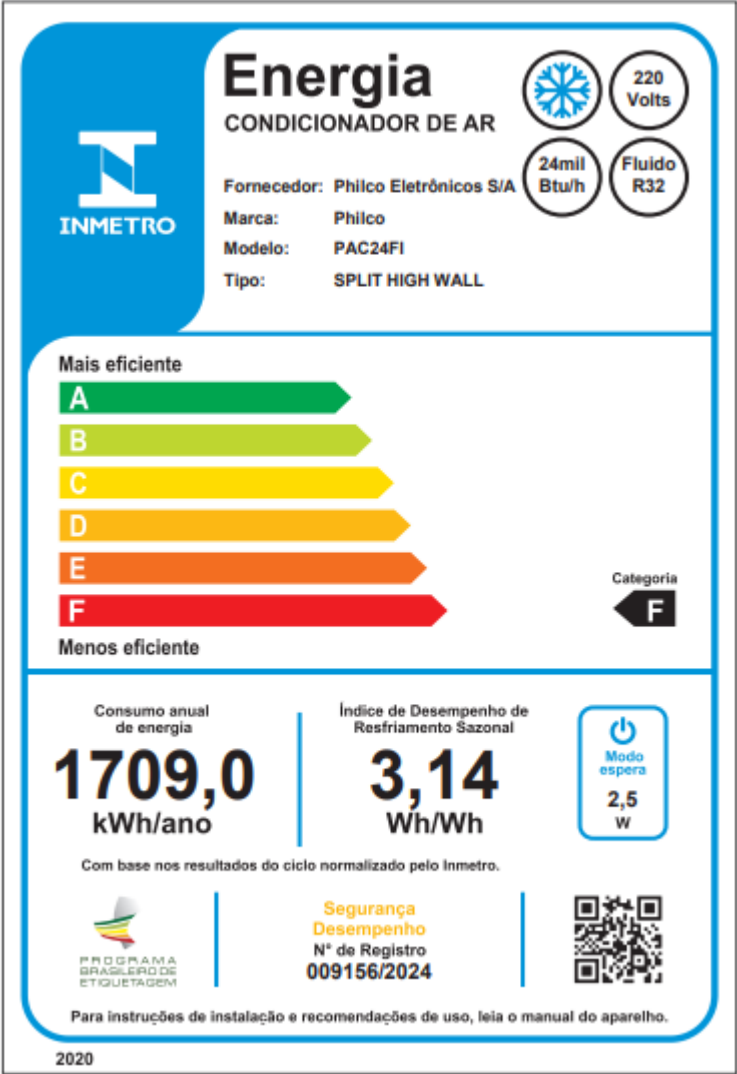 Energia
CONDICIONADOR DE AR
220
Volts
24mil
Btu/h
Fluido
R32
INMETRO
Fornecedor: Philco Eletrônicos S/A
Marca: Philco
Modelo: PAC24FI
Tipo: SPLIT HIGH WALL
Mais eficiente
A
B
C
D
E
F
Categoria
F
Menos eficiente
Consumo anual
de energia
1709,0
kWh/ano
Índice de Desempenho de
Resfriamento Sazonal
3,14
Wh/Wh
Modo
espera
2,5
W
Com base nos resultados do ciclo normalizado pelo Inmetro.
PROGRAMA
BRASILEIRO DE
ETIQUETAGEM
Segurança
Desempenho
N° de Registro
009156/2024
Para instruções de instalação e recomendações de uso, leia o manual do aparelho.
2020